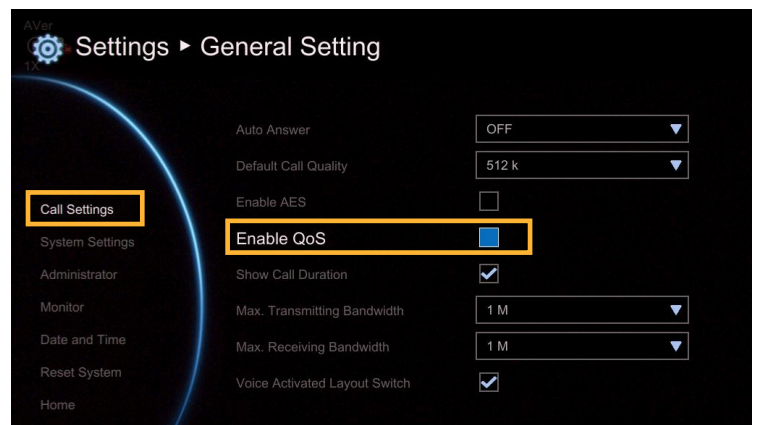 AVer
Settings ▸ General Setting
1X
Auto Answer OFF
Default Call Quality 512 k
Call Settings
Enable AES
System Settings
Enable QoS
Administrator
Show Call Duration
Monitor
Max. Transmitting Bandwidth 1 M
Date and Time
Max. Receiving Bandwidth 1 M
Reset System
Voice Activated Layout Switch
Home